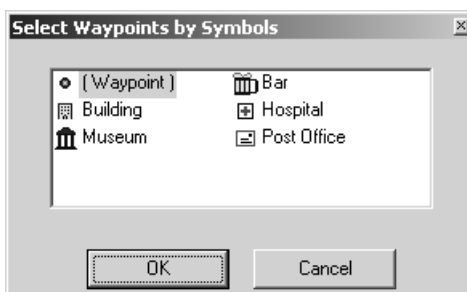 Select Waypoints by Symbols
( Waypoint ) Bar
Building Hospital
Museum Post Office
OK Cancel